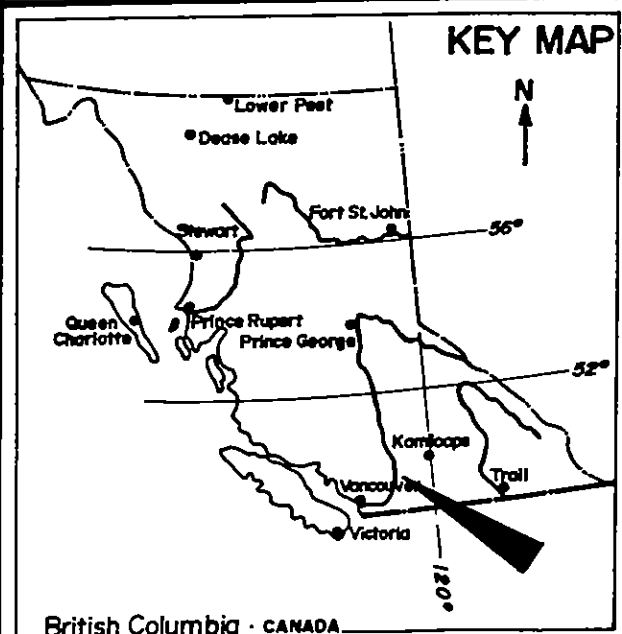 KEY MAP
N
Lower Post
Dease Lake
Fort St. John
Stewart
56°
Queen
Charlotte
Prince Rupert
Prince George
52°
Kamloops
Trail
Vancouver
Victoria
120°
British Columbia · CANADA